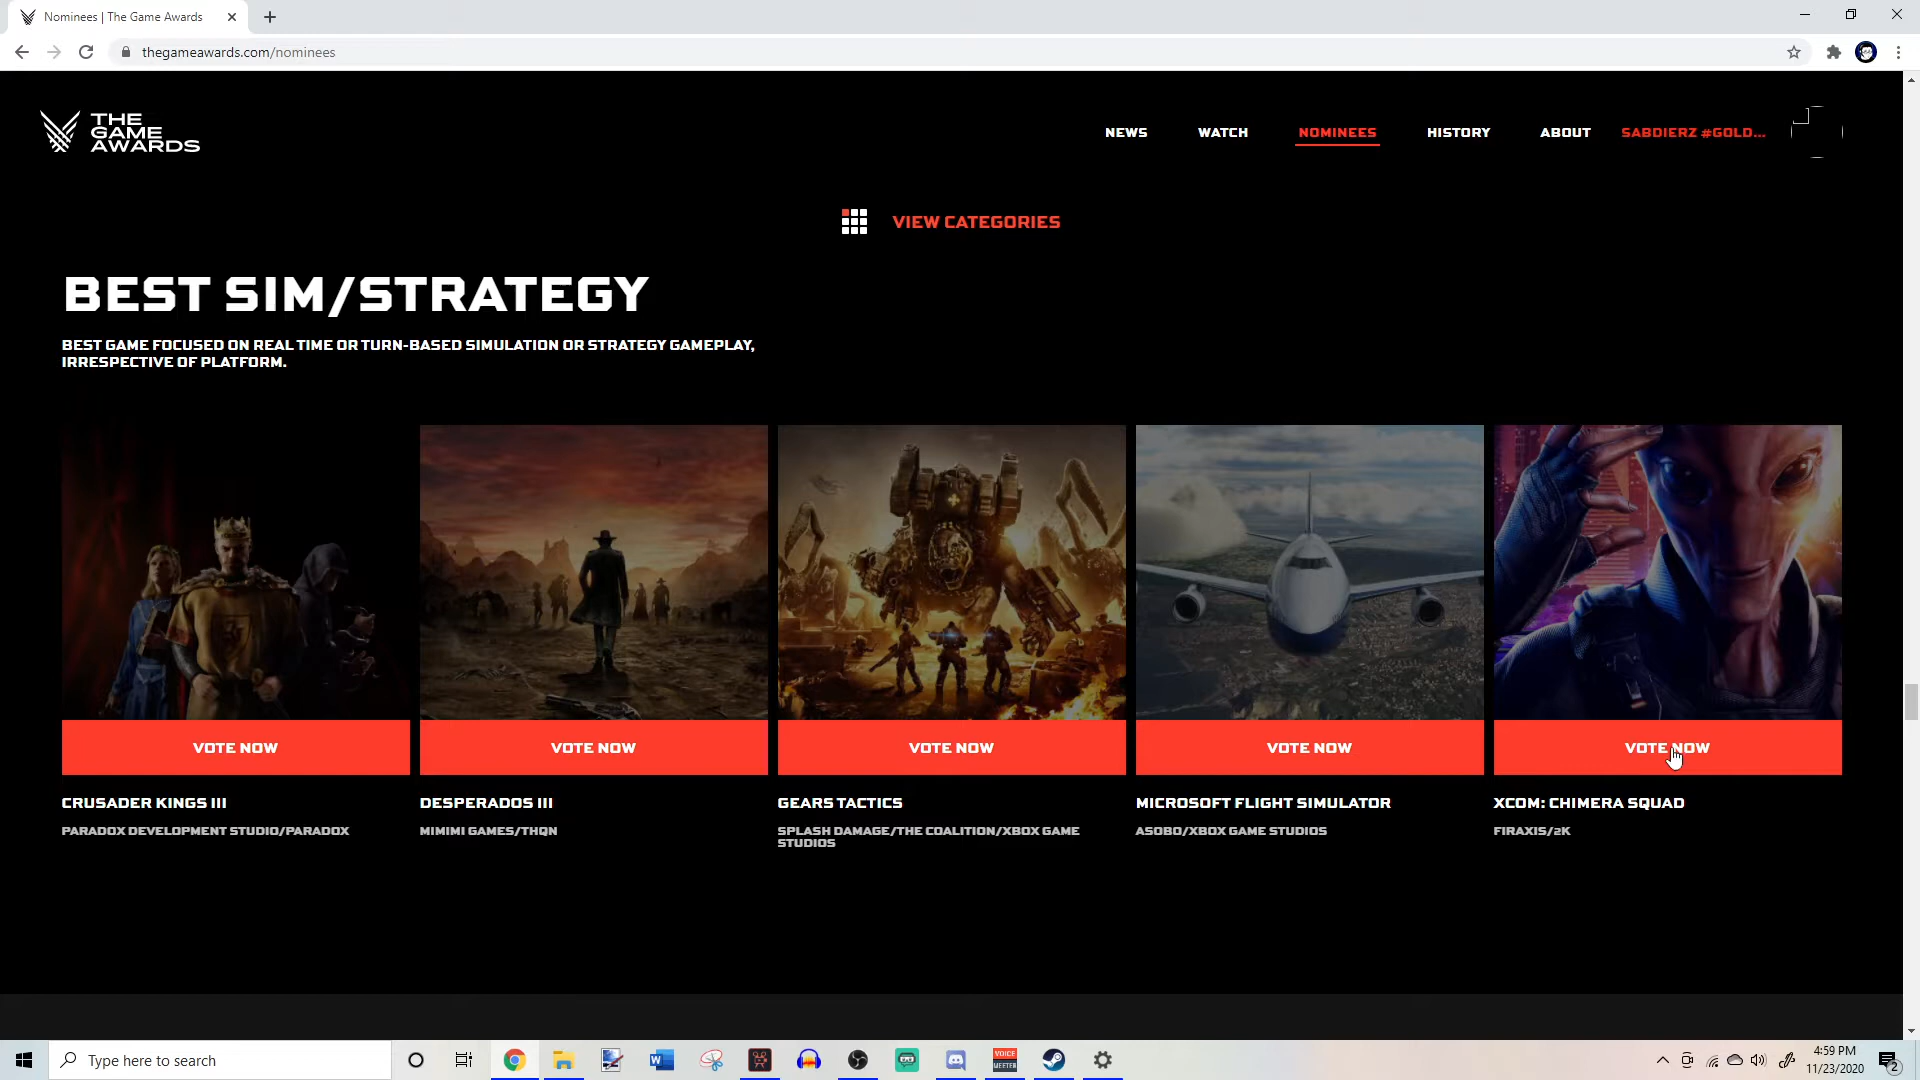 Nominees | The Game Awards
thegameawards.com/nominees
THE
GAME
AWARDS
NEWS WATCH NOMINEES HISTORY ABOUT SABDIERZ #GOLD...
VIEW CATEGORIES
BEST SIM/STRATEGY
BEST GAME FOCUSED ON REAL TIME OR TURN-BASED SIMULATION OR STRATEGY GAMEPLAY,
IRRESPECTIVE OF PLATFORM.
VOTE NOW VOTE NOW VOTE NOW VOTE NOW VOTE NOW
CRUSADER KINGS III DESPERADOS III GEARS TACTICS MICROSOFT FLIGHT SIMULATOR XCOM: CHIMERA SQUAD
PARADOX DEVELOPMENT STUDIO/PARADOX MIMIMI GAMES/THQN SPLASH DAMAGE/THE COALITION/XBOX GAME ASOBO/XBOX GAME STUDIOS FIRAXIS/2K
STUDIOS
Type here to search
VOICE
MEETER
4:59 PM
11/23/2020
2